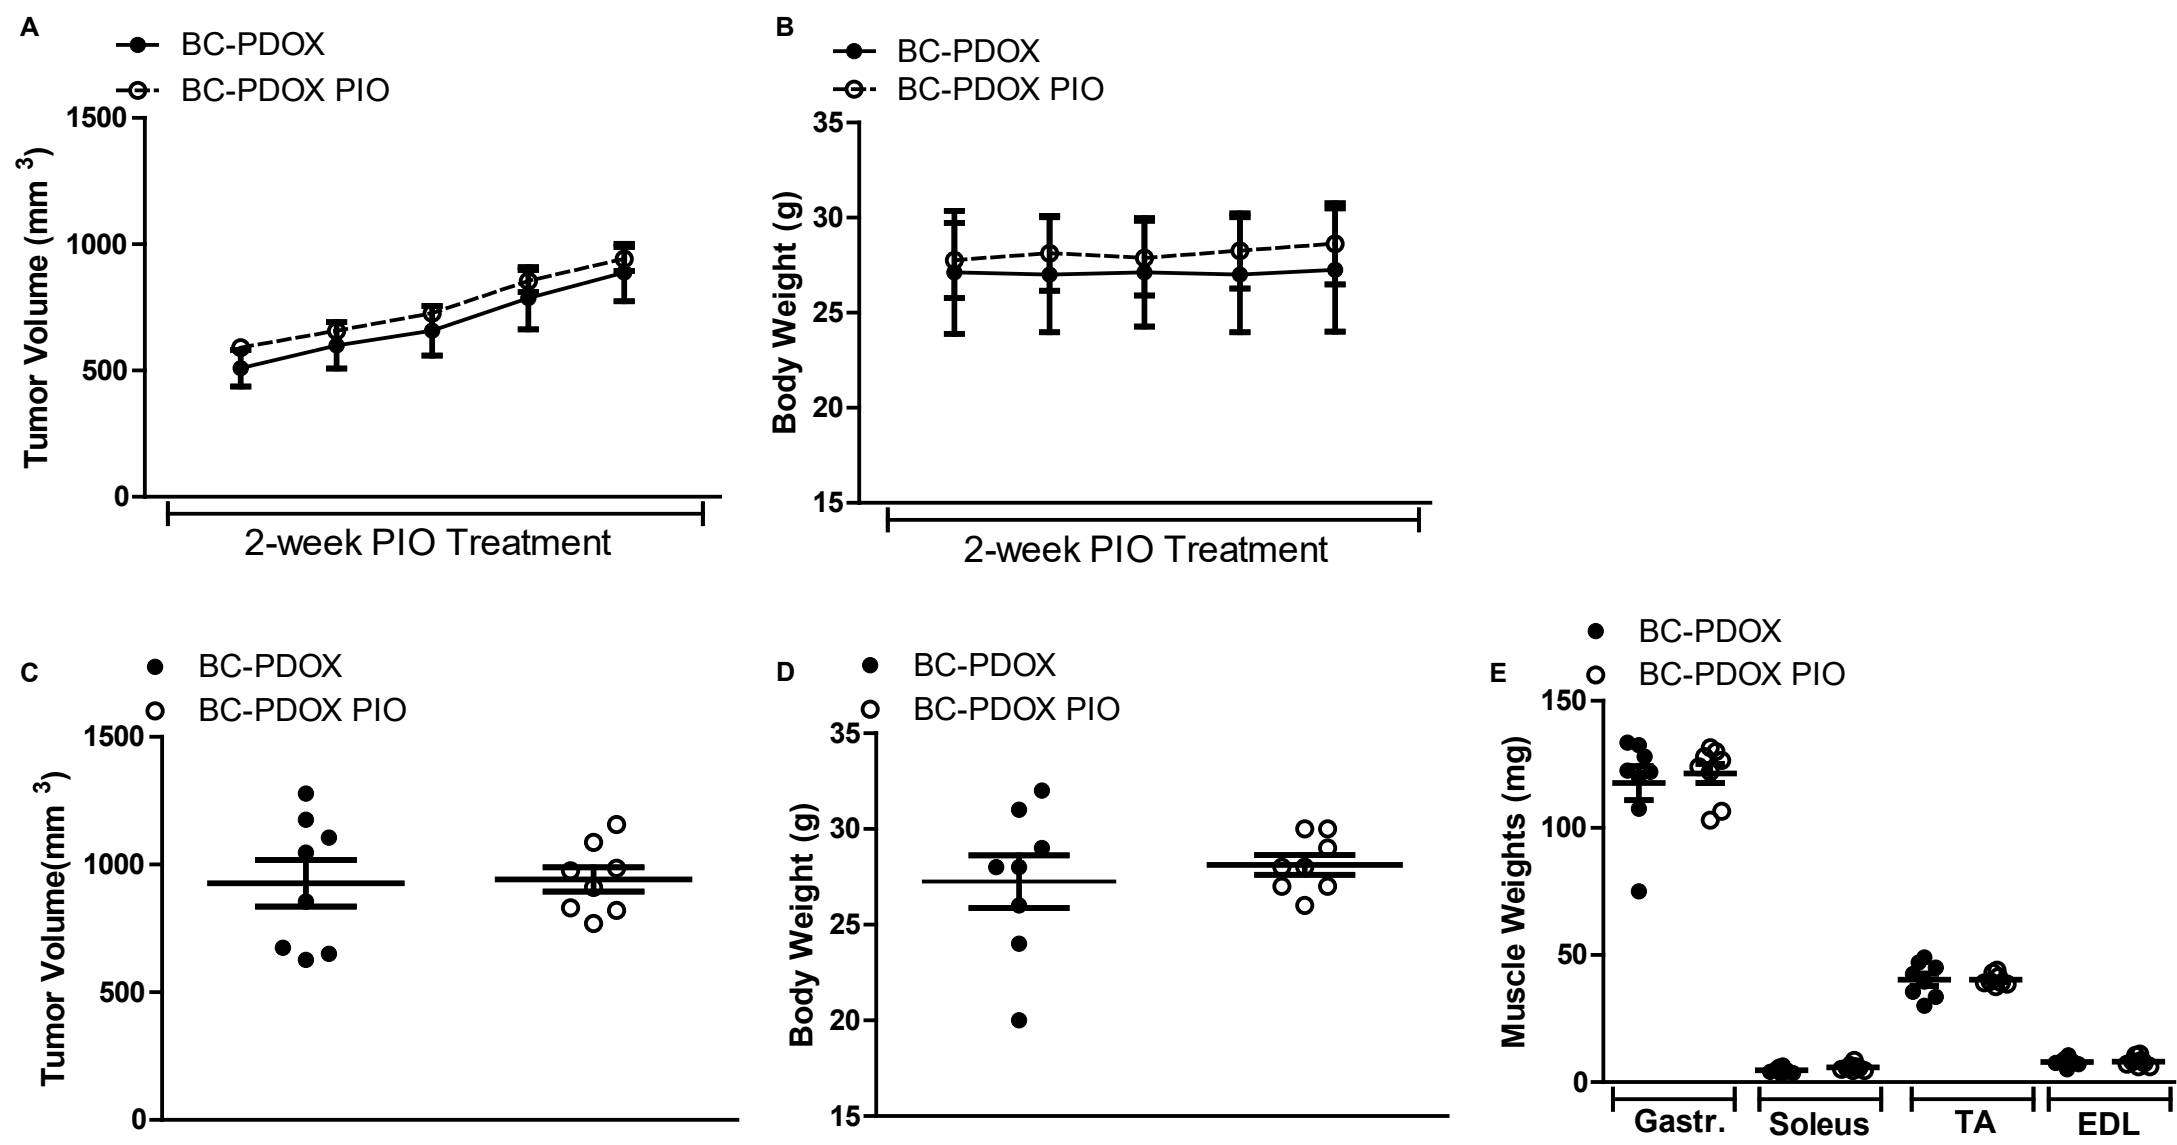 A
BC-PDOX
BC-PDOX PIO
Tumor Volume (mm 3)
1500
1000
500
0
2-week PIO Treatment
B
BC-PDOX
BC-PDOX PIO
Body Weight (g)
35
30
25
20
15
2-week PIO Treatment
C
BC-PDOX
BC-PDOX PIO
Tumor Volume(mm 3)
1500
1000
500
0
D
BC-PDOX
BC-PDOX PIO
Body Weight (g)
35
30
25
20
15
E
BC-PDOX
BC-PDOX PIO
Muscle Weights (mg)
150
100
50
0
Gastr.
Soleus
TA
EDL